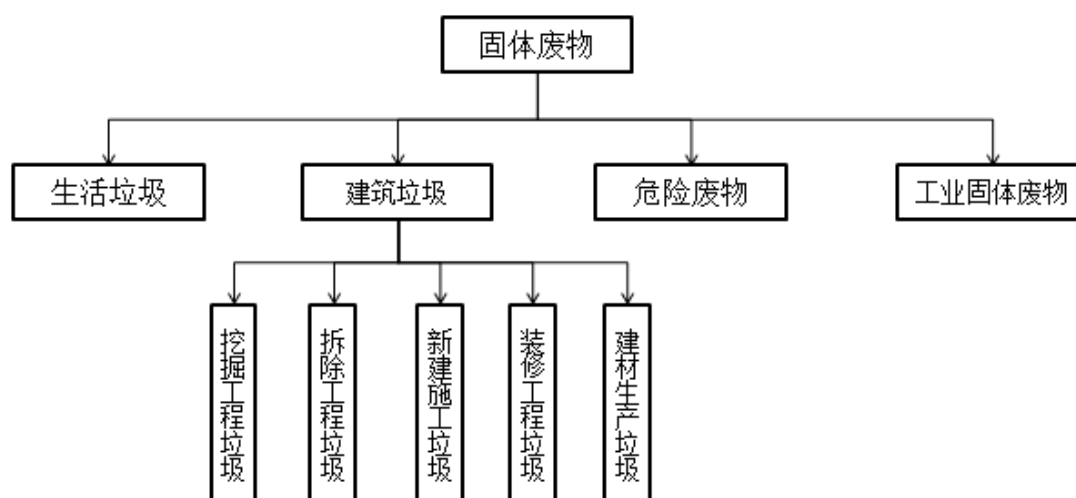 固体废物
生活垃圾
建筑垃圾
危险废物
工业固体废物
挖掘工程垃圾
拆除工程垃圾
新建施工垃圾
装修工程垃圾
建材生产垃圾